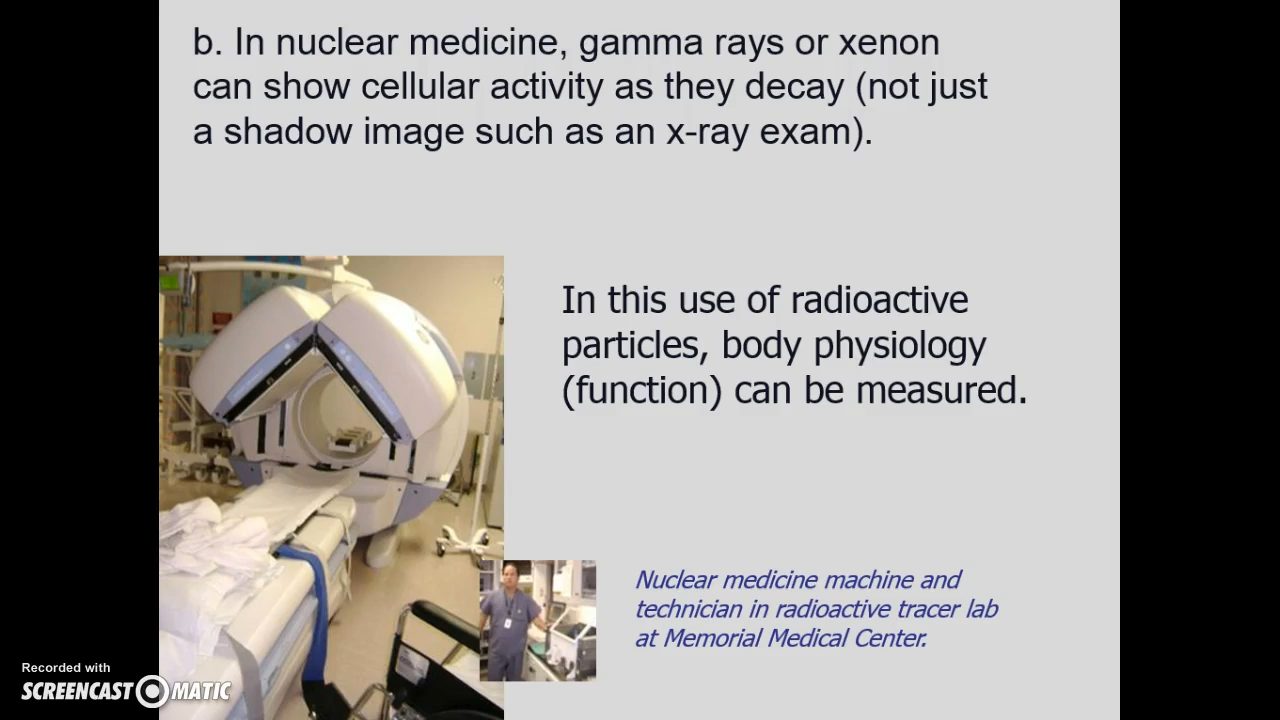 b. In nuclear medicine, gamma rays or xenon
can show cellular activity as they decay (not just
a shadow image such as an x-ray exam).
In this use of radioactive
particles, body physiology
(function) can be measured.
Nuclear medicine machine and
technician in radioactive tracer lab
at Memorial Medical Center.
Recorded with
SCREENCAST MATIC